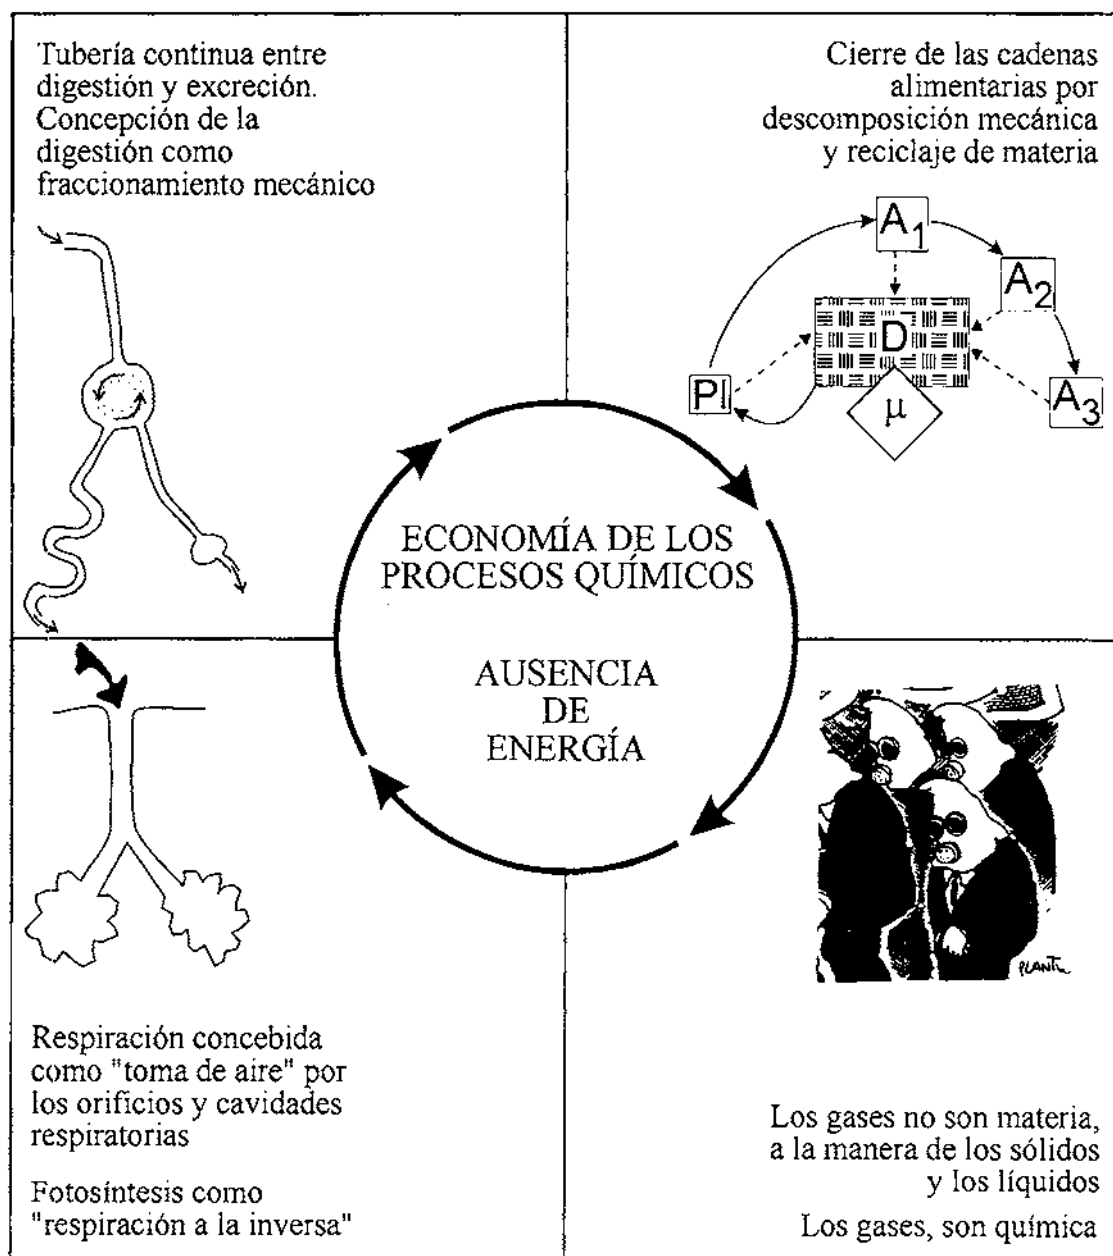 Tubería continua entre
digestión y excreción.
Concepción de la
digestión como
fraccionamiento mecánico
Cierre de las cadenas
alimentarias por
descomposición mecánica
y reciclaje de materia
A1
A2
D
Pl
A3
μ
ECONOMÍA DE LOS
PROCESOS QUÍMICOS
AUSENCIA
DE
ENERGÍA
PLANTU
Respiración concebida
como "toma de aire" por
los orificios y cavidades
respiratorias
Fotosíntesis como
"respiración a la inversa"
Los gases no son materia,
a la manera de los sólidos
y los líquidos
Los gases, son química